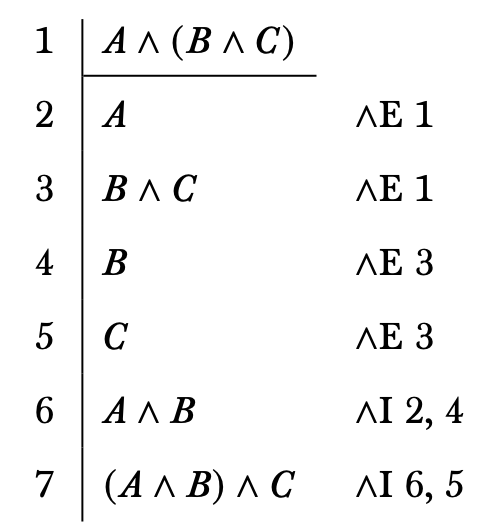 1 A ∧ (B ∧ C)
2 A ∧E 1
3 B ∧ C ∧E 1
4 B ∧E 3
5 C ∧E 3
6 A ∧ B ∧I 2, 4
7 (A ∧ B) ∧ C ∧I 6, 5